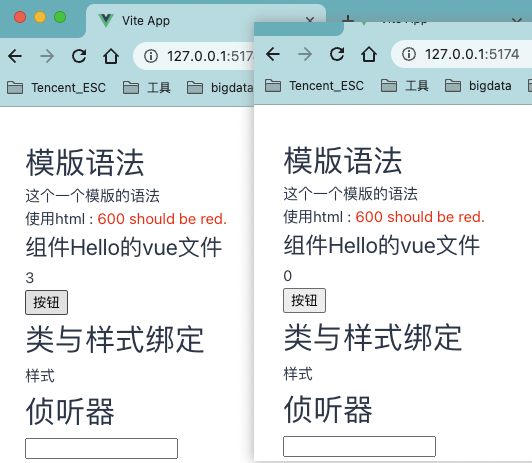 Vite App
127.0.0.1:517
Tencent_ESC 工具 bigdata
模版语法
这个一个模版的语法
使用html : 600 should be red.
组件Hello的vue文件
3
按钮
类与样式绑定
样式
侦听器
127.0.0.1:5174
Tencent_ESC 工具 bigdata
模版语法
这个一个模版的语法
使用html : 600 should be red.
组件Hello的vue文件
0
按钮
类与样式绑定
样式
侦听器